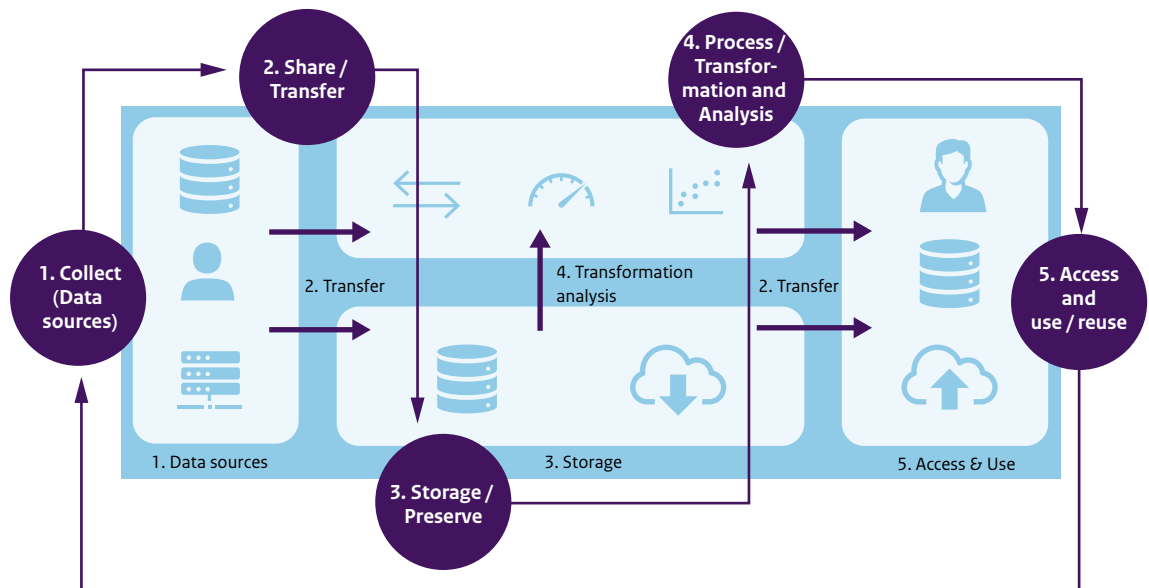 2. Share /
Transfer
4. Process /
Transfor-
mation and
Analysis
1. Collect
(Data
sources)
2. Transfer
4. Transformation
analysis
2. Transfer
5. Access
and
use / reuse
1. Data sources
3. Storage
5. Access & Use
3. Storage /
Preserve